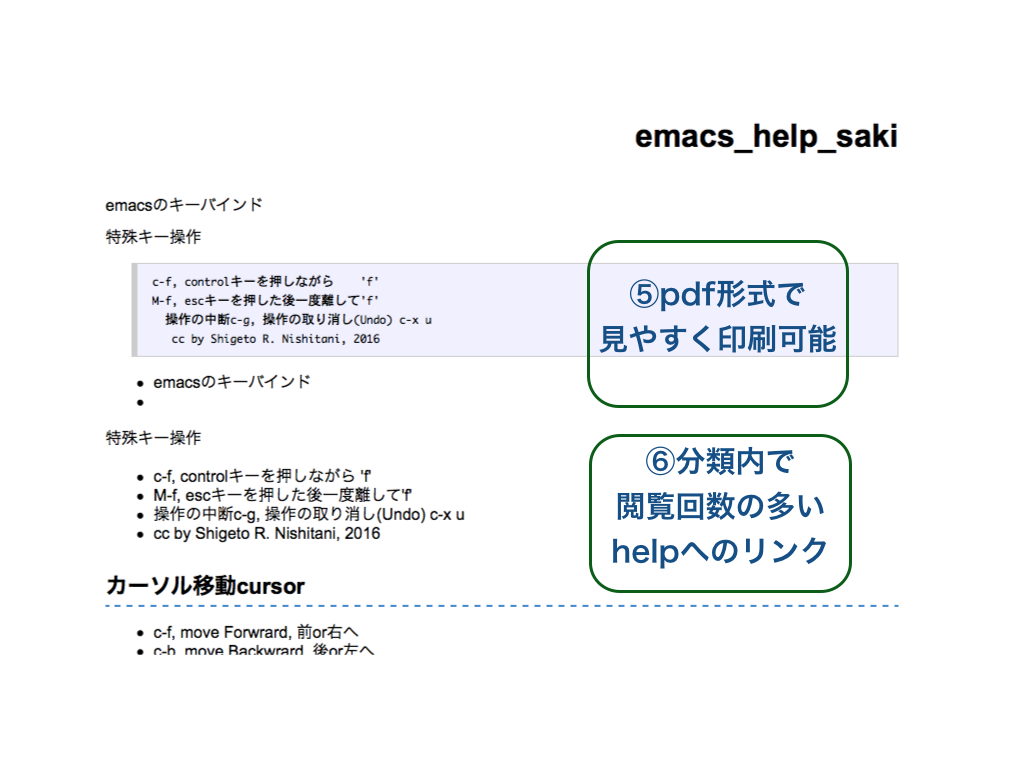 emacs_help_saki
emacsのキーバインド
特殊キー操作
c-f, controlキーを押しながら 'f'
M-f, escキーを押した後一度離して'f'
操作の中断c-g, 操作の取り消し(Undo) c-x u
cc by Shigeto R. Nishitani, 2016
⑤pdf形式で
見やすく印刷可能
• emacsのキーバインド
•
特殊キー操作
• c-f, controlキーを押しながら 'f'
• M-f, escキーを押した後一度離して'f'
• 操作の中断c-g, 操作の取り消し(Undo) c-x u
• cc by Shigeto R. Nishitani, 2016
⑥分類内で
閲覧回数の多い
helpへのリンク
カーソル移動cursor
• c-f, move Forwrard, 前or右へ
• c-b, move Backwrard, 後or左へ